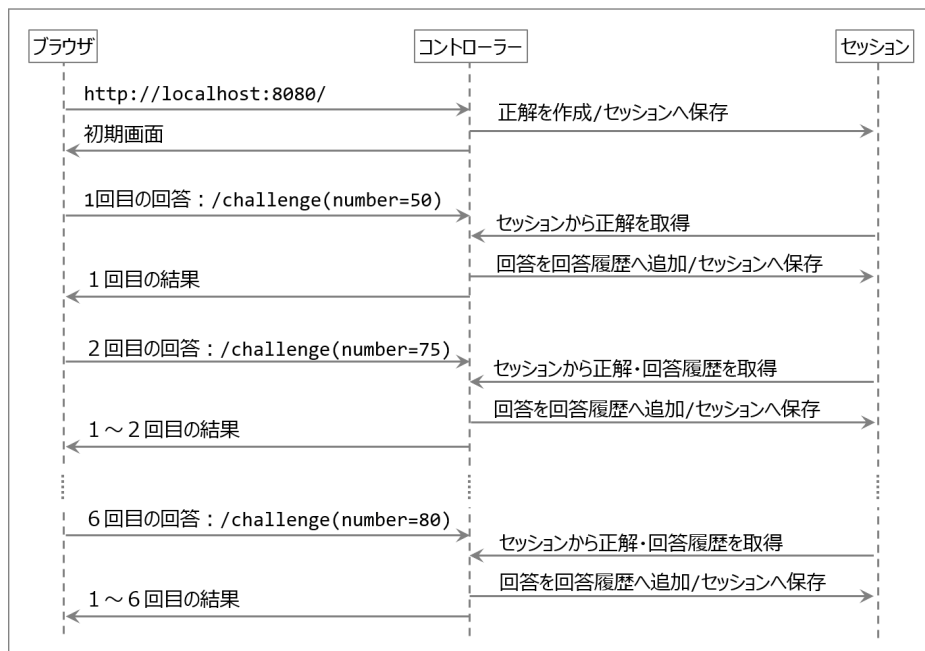 ブラウザ
コントローラー
セッション
http://localhost:8080/
正解を作成/セッションへ保存
初期画面
1回目の回答：/challenge(number=50)
セッションから正解を取得
回答を回答履歴へ追加/セッションへ保存
１回目の結果
２回目の回答：/challenge(number=75)
セッションから正解・回答履歴を取得
回答を回答履歴へ追加/セッションへ保存
１～２回目の結果
６回目の回答：/challenge(number=80)
セッションから正解・回答履歴を取得
回答を回答履歴へ追加/セッションへ保存
１～６回目の結果